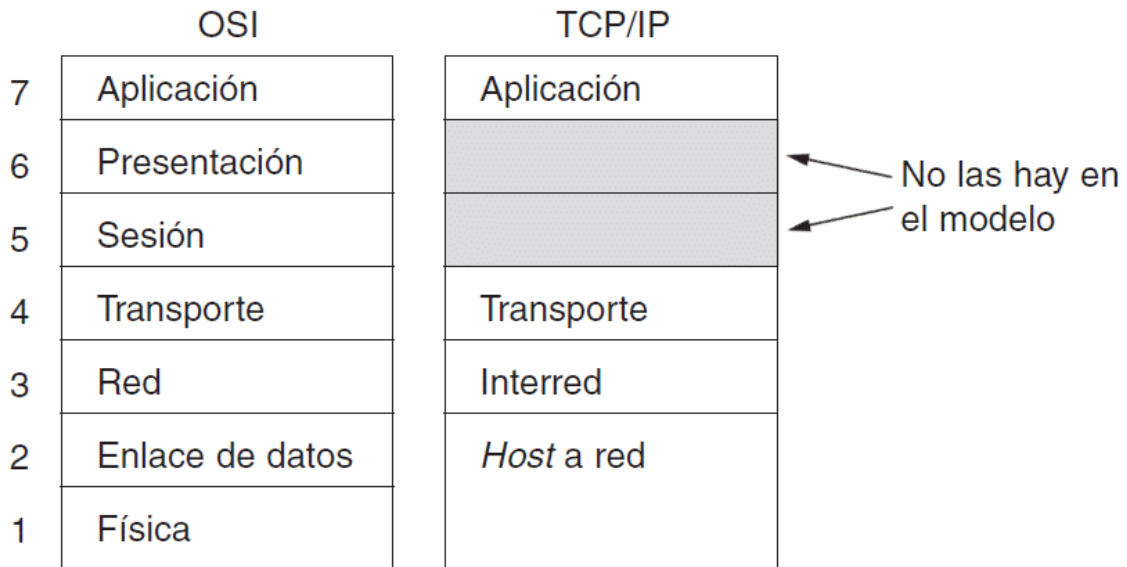 OSI TCP/IP
7 Aplicación Aplicación
6 Presentación
No las hay en
el modelo
5 Sesión
4 Transporte Transporte
3 Red Interred
2 Enlace de datos Host a red
1 Física